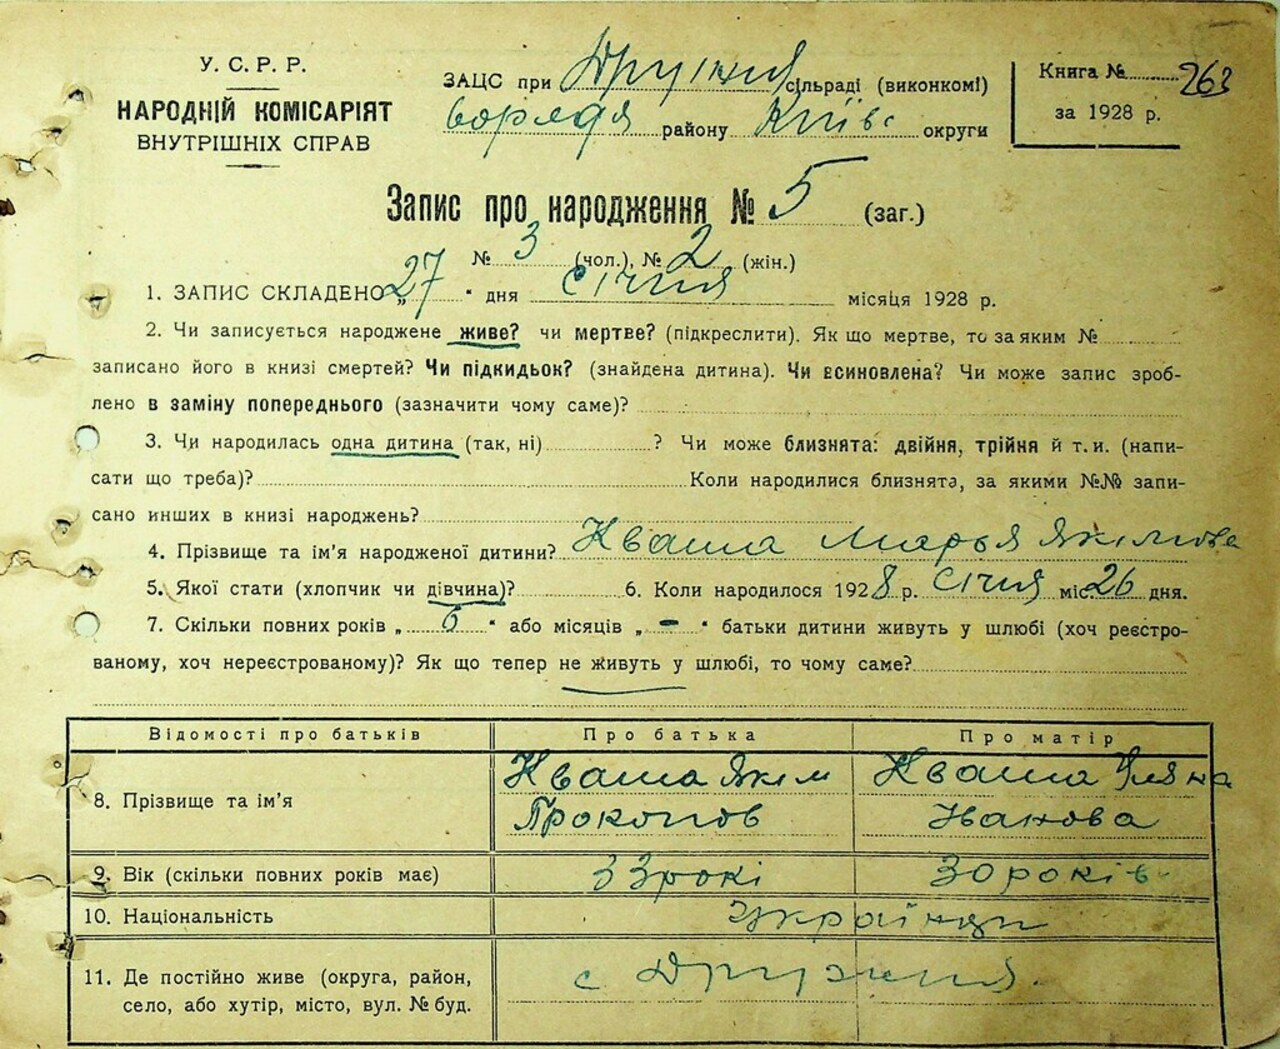 У. С. Р. Р.
НАРОДНІЙ КОМІСАРІЯТ
ВНУТРІШНІХ СПРАВ
ЗАЦС при Дружня сільраді (виконкомі)
району Київс округи
Книга № 263
за 1928 р.
Запис про народження № 5 (заг.)
№ 3 (чол.), № 2 (жін.)
1. ЗАПИС СКЛАДЕНО „27" дня січня місяця 1928 р.
2. Чи записується народжене живе? чи мертве? (підкреслити). Як що мертве, то за яким №
записано його в книзі смертей? Чи підкидьок? (знайдена дитина). Чи всиновлена? Чи може запис зроб-
лено в заміну попереднього (зазначити чому саме)?
3. Чи народилась одна дитина (так, ні) ? Чи може близнята: двійня, трійня й т. и. (напи-
сати що треба)? Коли народилися близнята, за якими №№ запи-
сано инших в книзі народжень?
4. Прізвище та ім'я народженої дитини? Кваша Марья Якімова
5. Якої стати (хлопчик чи дівчина)? 6. Коли народилося 1928 р. Січня міс. 26 дня.
7. Скільки повних років „6" або місяців „-" батьки дитини живуть у шлюбі (хоч реєстро-
ваному, хоч нереєстрованому)? Як що тепер не живуть у шлюбі, то чому саме?
Відомості про батьків Про батька Про матір
8. Прізвище та ім'я Кваша Якім Прокопов Кваша Уляна Іванова
9. Вік (скільки повних років має) 33 рокі 30 років
10. Національність Українци
11. Де постійно живе (округа, район,
село, або хутір, місто, вул. № буд. с Дружня.